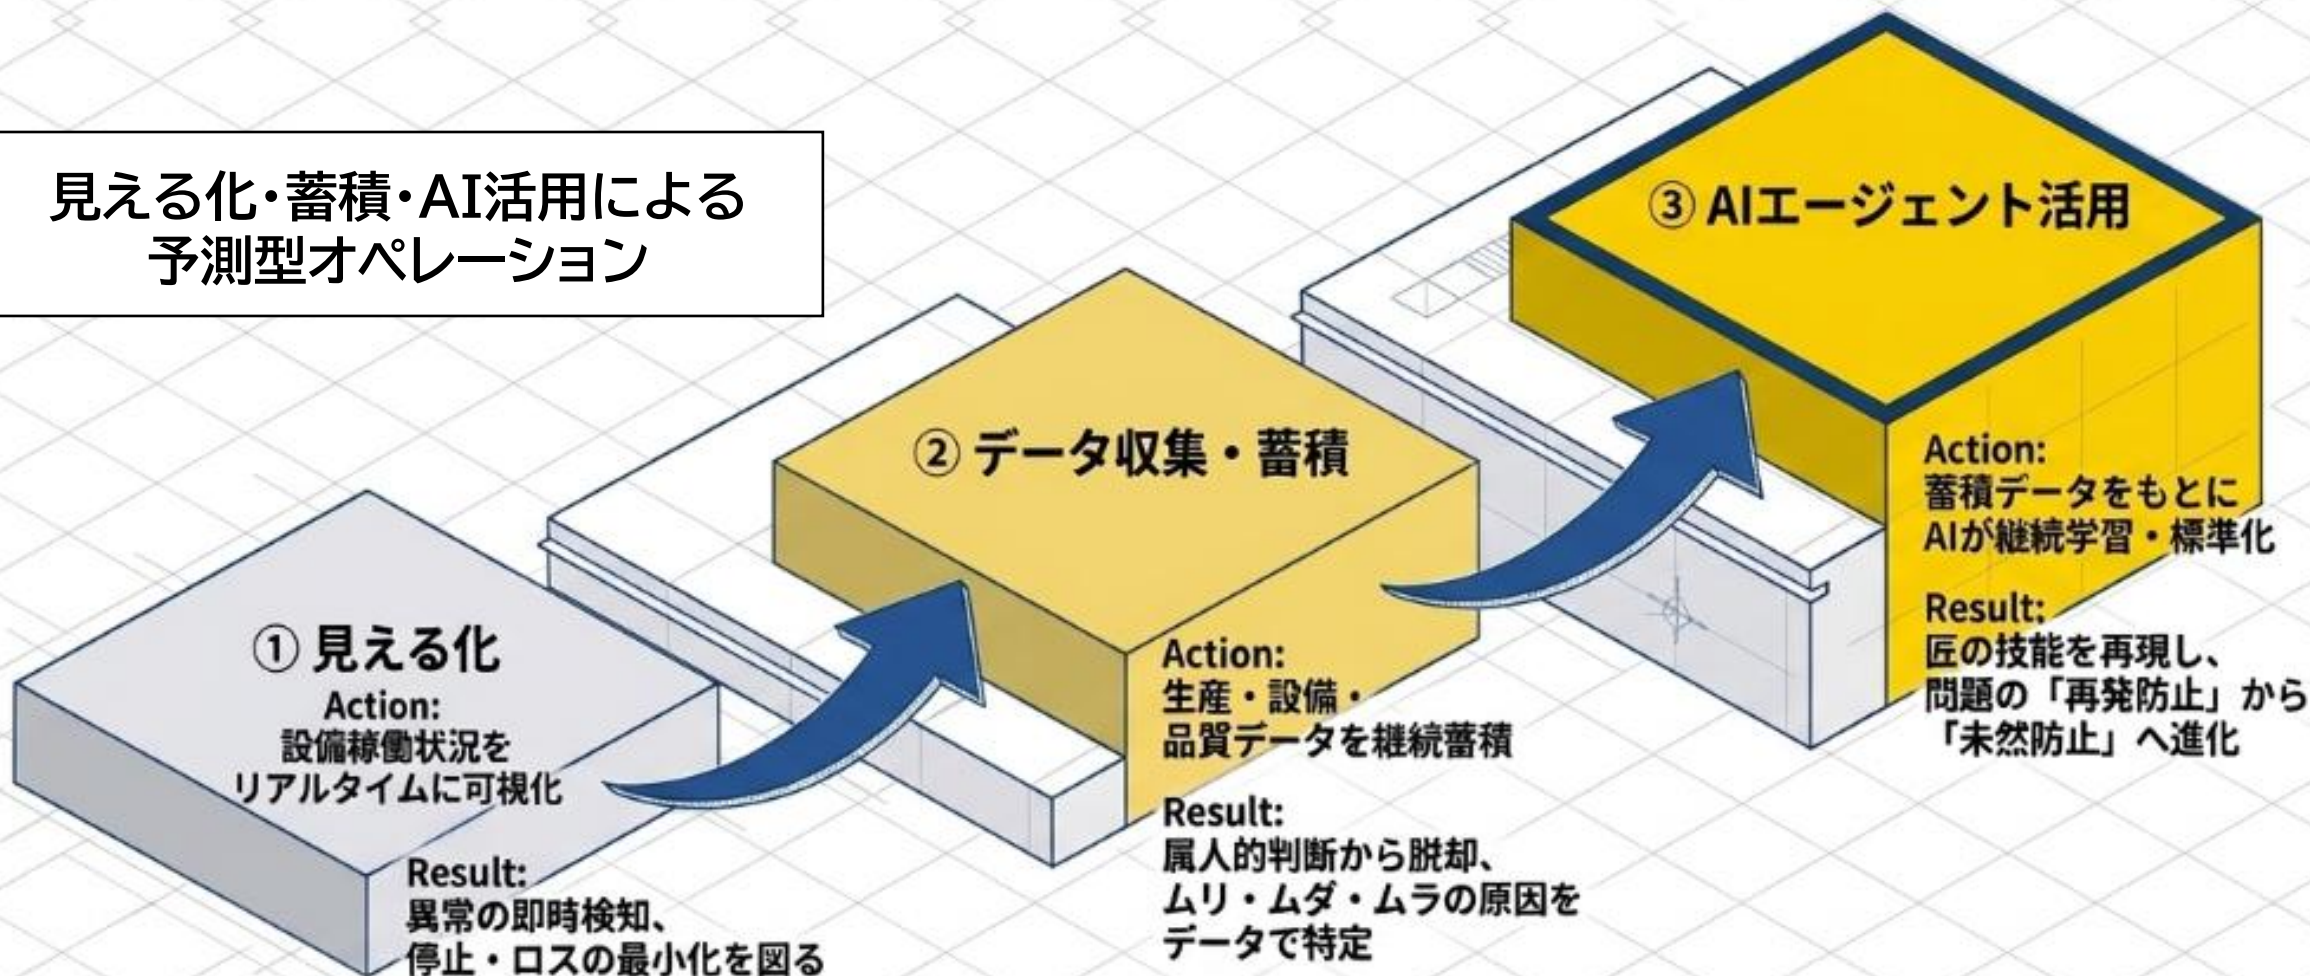 見える化・蓄積・AI活用による
予測型オペレーション
① 見える化
Action:
設備稼働状況を
リアルタイムに可視化
Result:
異常の即時検知、
停止・ロスの最小化を図る
② データ収集・蓄積
Action:
生産・設備・
品質データを継続蓄積
Result:
属人的判断から脱却、
ムリ・ムダ・ムラの原因を
データで特定
③ AIエージェント活用
Action:
蓄積データをもとに
AIが継続学習・標準化
Result:
匠の技能を再現し、
問題の「再発防止」から
「未然防止」へ進化